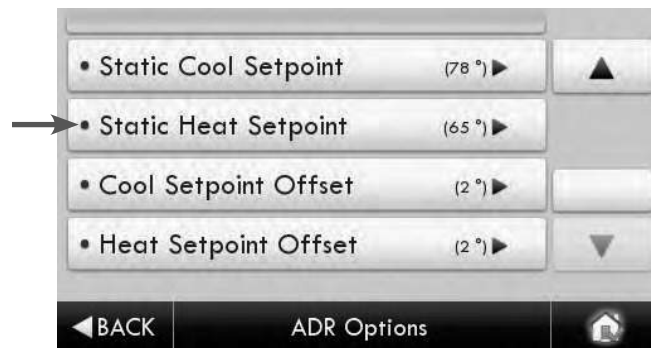 • Static Cool Setpoint (78 °) ▶
• Static Heat Setpoint (65 °) ▶
• Cool Setpoint Offset (2 °) ▶
• Heat Setpoint Offset (2 °) ▶
◀ BACK ADR Options